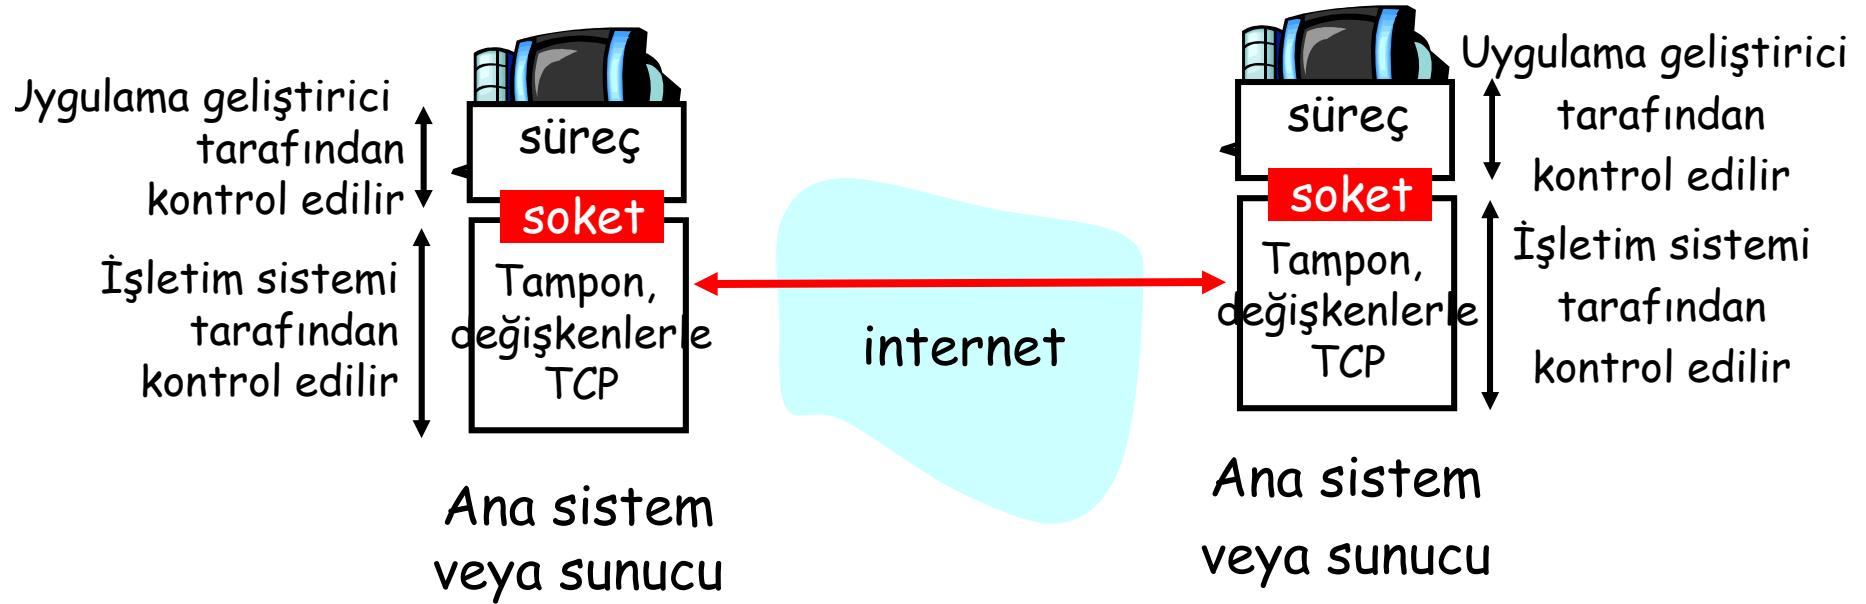 Uygulama geliştirici
tarafından
kontrol edilir
süreç
soket
İşletim sistemi
tarafından
kontrol edilir
Tampon,
değişkenlerle
TCP
Ana sistem
veya sunucu
internet
süreç
soket
Tampon,
değişkenlerle
TCP
Uygulama geliştirici
tarafından
kontrol edilir
İşletim sistemi
tarafından
kontrol edilir
Ana sistem
veya sunucu